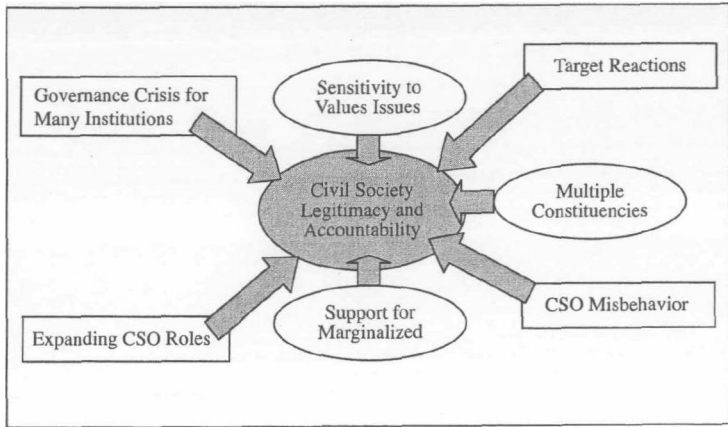 Governance Crisis for
Many Institutions
Sensitivity to
Values Issues
Target Reactions
Civil Society
Legitimacy and
Accountability
Multiple
Constituencies
Expanding CSO Roles
Support for
Marginalized
CSO Misbehavior